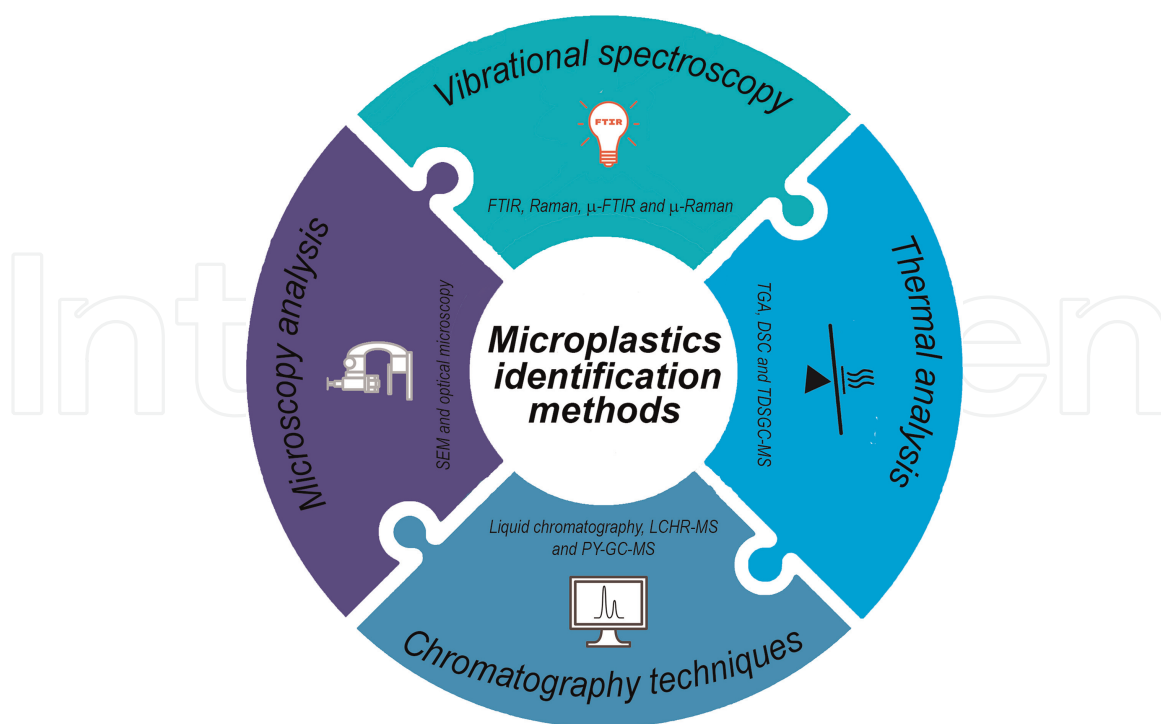 Vibrational spectroscopy
FTIR
FTIR, Raman, μ-FTIR and μ-Raman
Microscopy analysis
SEM and optical microscopy
Microplastics
identification
methods
TGA, DSC and TDSGC-MS
Thermal analysis
Liquid chromatography, LCHR-MS
and PY-GC-MS
Chromatography techniques